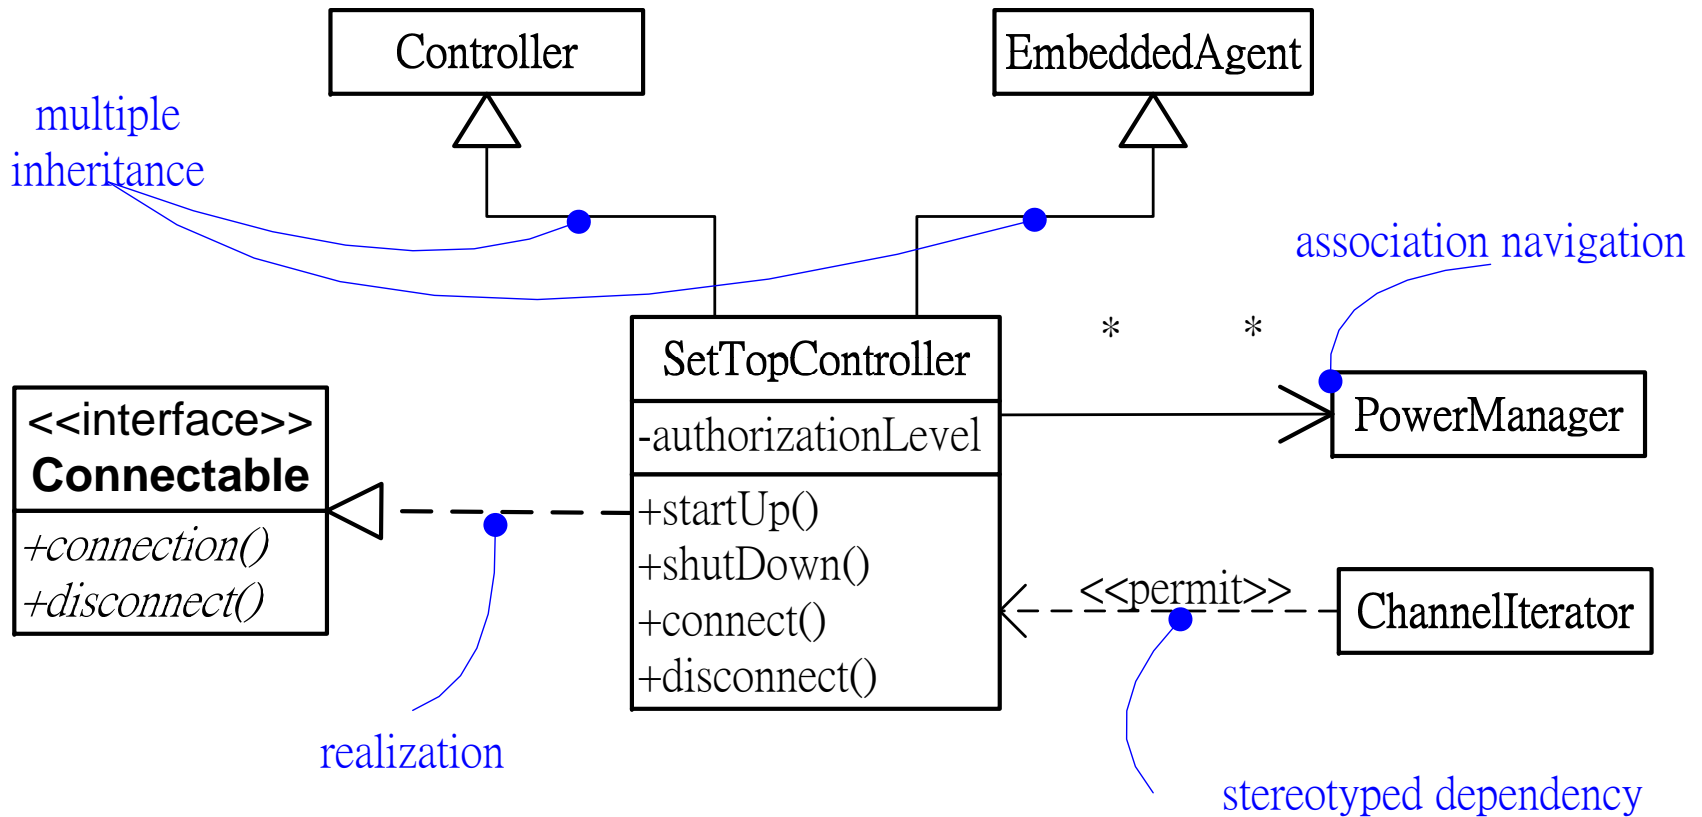 Controller
EmbeddedAgent
multiple
inheritance
association navigation
* *
SetTopController
-authorizationLevel
+startUp()
+shutDown()
+connect()
+disconnect()
PowerManager
<<interface>>
Connectable
+connection()
+disconnect()
<<permit>>
ChannelIterator
realization
stereotyped dependency